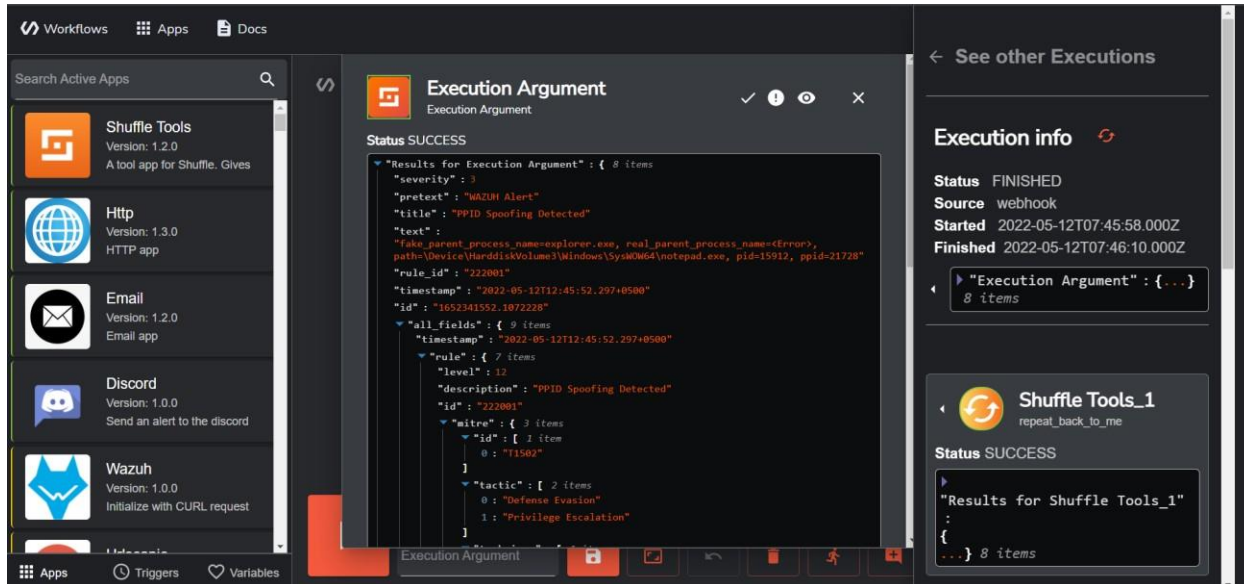 Workflows Apps Docs
Search Active Apps
Shuffle Tools
Version: 1.2.0
A tool app for Shuffle. Gives
Http
Version: 1.3.0
HTTP app
Email
Version: 1.2.0
Email app
Discord
Version: 1.0.0
Send an alert to the discord
Wazuh
Version: 1.0.0
Initialize with CURL request
Apps Triggers Variables
Execution Argument
Execution Argument
Status SUCCESS
"Results for Execution Argument" : { 8 items
"severity" : 3
"pretext" : "WAZUH Alert"
"title" : "PPID Spoofing Detected"
"text" :
"fake_parent_process_name=explorer.exe, real_parent_process_name=<Error>,
path=\Device\HarddiskVolume3\Windows\SysWOW64\notepad.exe, pid=15912, ppid=21728"
"rule_id" : "222001"
"timestamp" : "2022-05-12T12:45:52.297+0500"
"id" : "1652341552.1072228"
"all_fields" : { 9 items
"timestamp" : "2022-05-12T12:45:52.297+0500"
"rule" : { 7 items
"level" : 12
"description" : "PPID Spoofing Detected"
"id" : "222001"
"mitre" : { 3 items
"id" : [ 1 item
0 : "T1502"
]
"tactic" : [ 2 items
0 : "Defense Evasion"
1 : "Privilege Escalation"
]
Execution Argument
← See other Executions
Execution info
Status FINISHED
Source webhook
Started 2022-05-12T07:45:58.000Z
Finished 2022-05-12T07:46:10.000Z
"Execution Argument" : {...}
8 items
Shuffle Tools_1
repeat_back_to_me
Status SUCCESS
"Results for Shuffle Tools_1"
:
{
...} 8 items